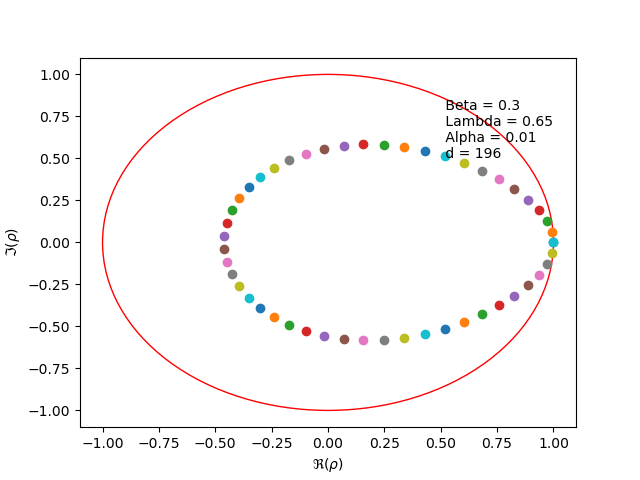 1.00
0.75
0.50
0.25
0.00
−0.25
−0.50
−0.75
−1.00
ℑ(ρ)
Beta = 0.3
Lambda = 0.65
Alpha = 0.01
d = 196
−1.00 −0.75 −0.50 −0.25 0.00 0.25 0.50 0.75 1.00
ℜ(ρ)